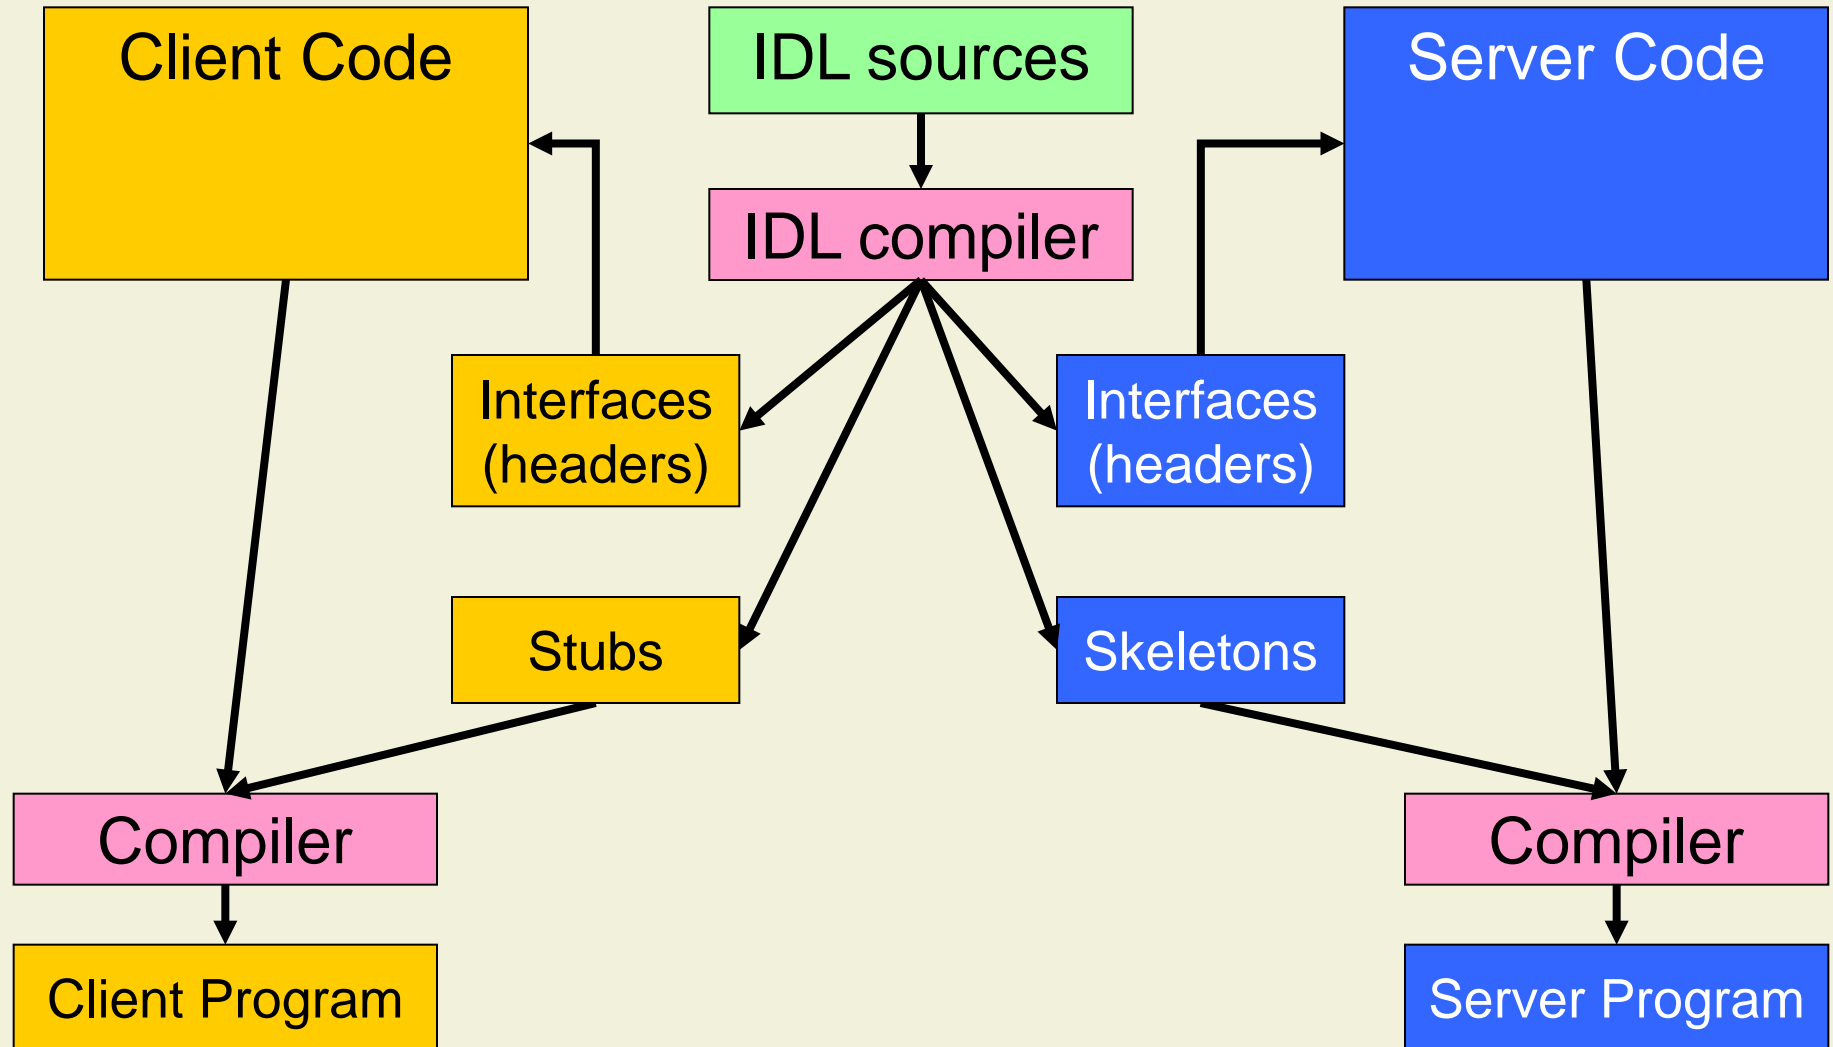 Client Code
IDL sources
Server Code
IDL compiler
Interfaces
(headers)
Interfaces
(headers)
Stubs
Skeletons
Compiler
Compiler
Client Program
Server Program